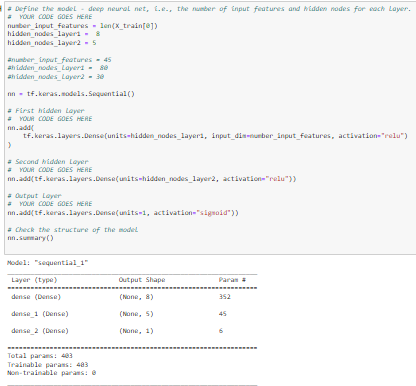 # Define the model - deep neural net, i.e., the number of input features and hidden nodes for each layer.
# YOUR CODE GOES HERE
number_input_features = len(X_train[0])
hidden_nodes_layer1 = 8
hidden_nodes_layer2 = 5
#number_input_features = 45
#hidden_nodes_layer1 = 80
#hidden_nodes_layer2 = 30
nn = tf.keras.models.Sequential()
# First hidden layer
# YOUR CODE GOES HERE
nn.add(
tf.keras.layers.Dense(units=hidden_nodes_layer1, input_dim=number_input_features, activation="relu")
)
# Second hidden layer
# YOUR CODE GOES HERE
nn.add(tf.keras.layers.Dense(units=hidden_nodes_layer2, activation="relu"))
# Output layer
# YOUR CODE GOES HERE
nn.add(tf.keras.layers.Dense(units=1, activation="sigmoid"))
# Check the structure of the model
nn.summary()
Model: "sequential_1"
Layer (type) Output Shape Param #
dense (Dense) (None, 8) 352
dense_1 (Dense) (None, 5) 45
dense_2 (Dense) (None, 1) 6
Total params: 403
Trainable params: 403
Non-trainable params: 0